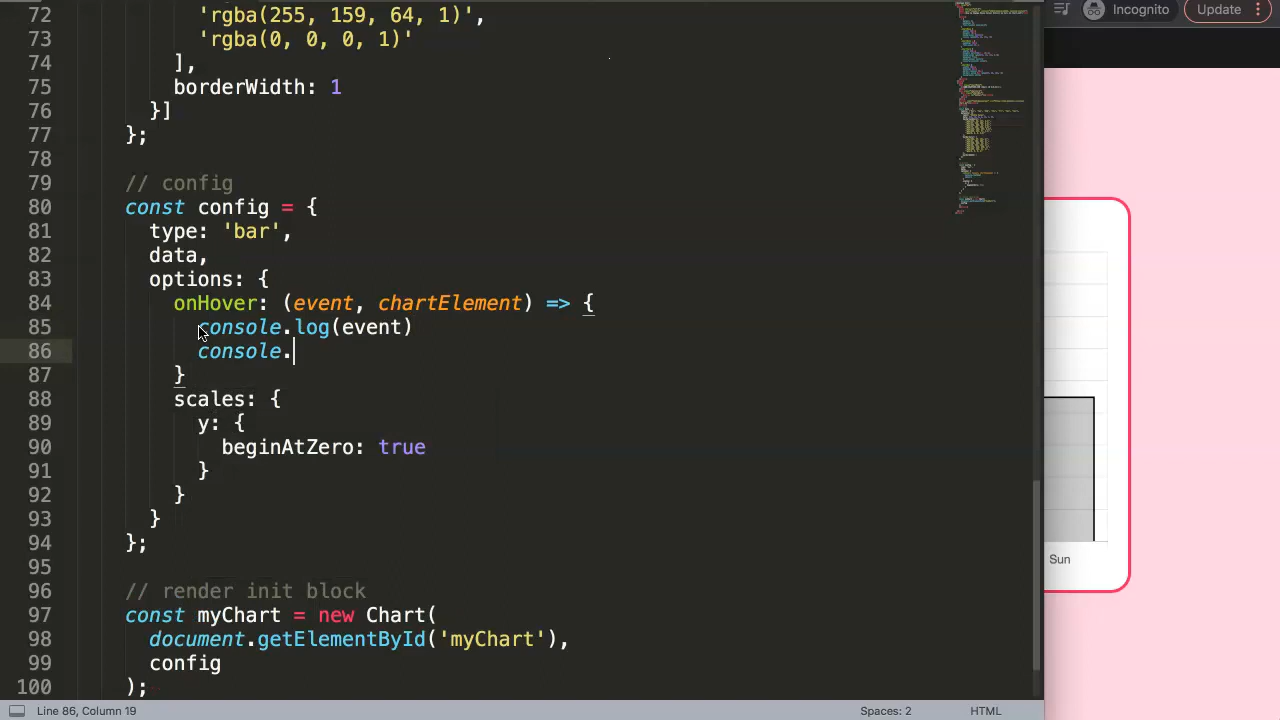 72 'rgba(255, 159, 64, 1)',
73 'rgba(0, 0, 0, 1)'
74 ],
75 borderWidth: 1
76 }]
77 };
78
79 // config
80 const config = {
81 type: 'bar',
82 data,
83 options: {
84 onHover: (event, chartElement) => {
85 console.log(event)
86 console.
87 }
88 scales: {
89 y: {
90 beginAtZero: true
91 }
92 }
93 }
94 };
95
96 // render init block
97 const myChart = new Chart(
98 document.getElementById('myChart'),
99 config
100 );
Line 86, Column 19
Spaces: 2
HTML
Incognito
Update
Sun